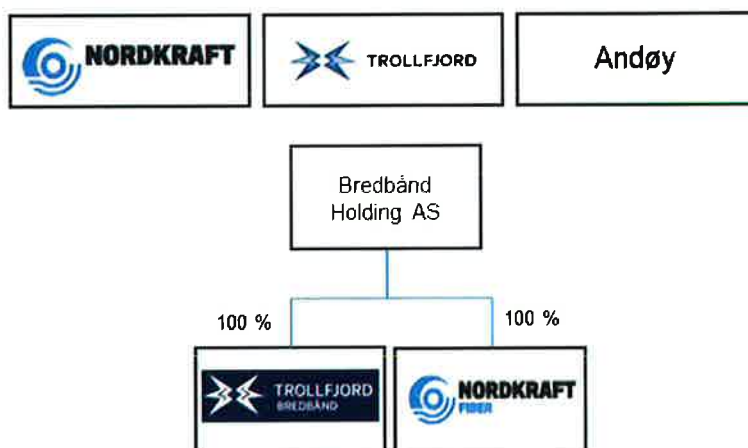 NORDKRAFT
TROLLFJORD
Andøy
Bredbånd
Holding AS
100 %
100 %
TROLLFJORD
BREDBÅND
NORDKRAFT
FIBER